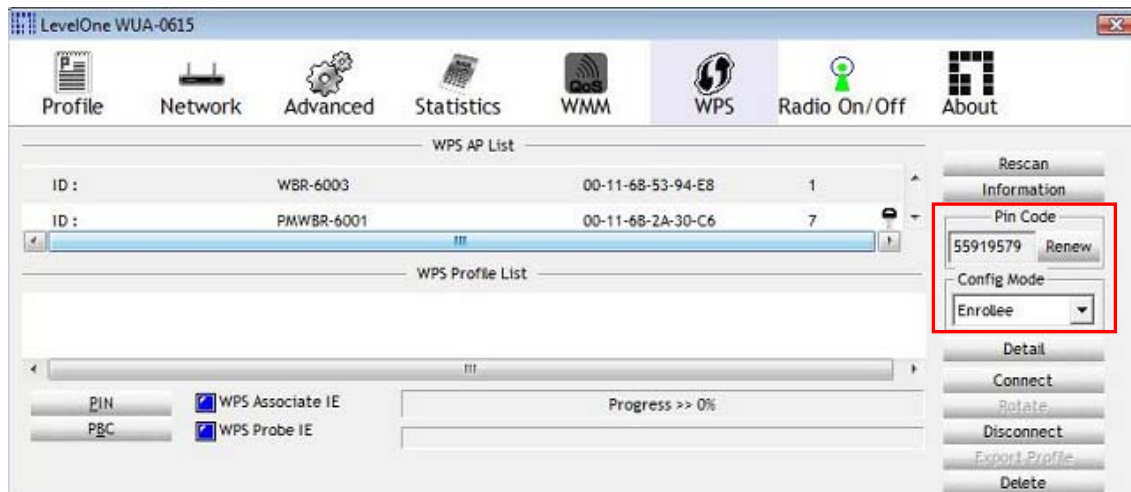 LevelOne WUA-0615
Profile Network Advanced Statistics QoS WMM WPS Radio On/Off About
WPS AP List
Rescan
ID : WBR-6003 00-11-6B-53-94-E8 1
Information
ID : PMWBR-6001 00-11-6B-2A-30-C6 7
Pin Code
55919579 Renew
WPS Profile List
Config Mode
Enrollee
Detail
Connect
PIN WPS Associate IE Progress >> 0%
Rotate
PBC WPS Probe IE
Disconnect
Export Profile
Delete